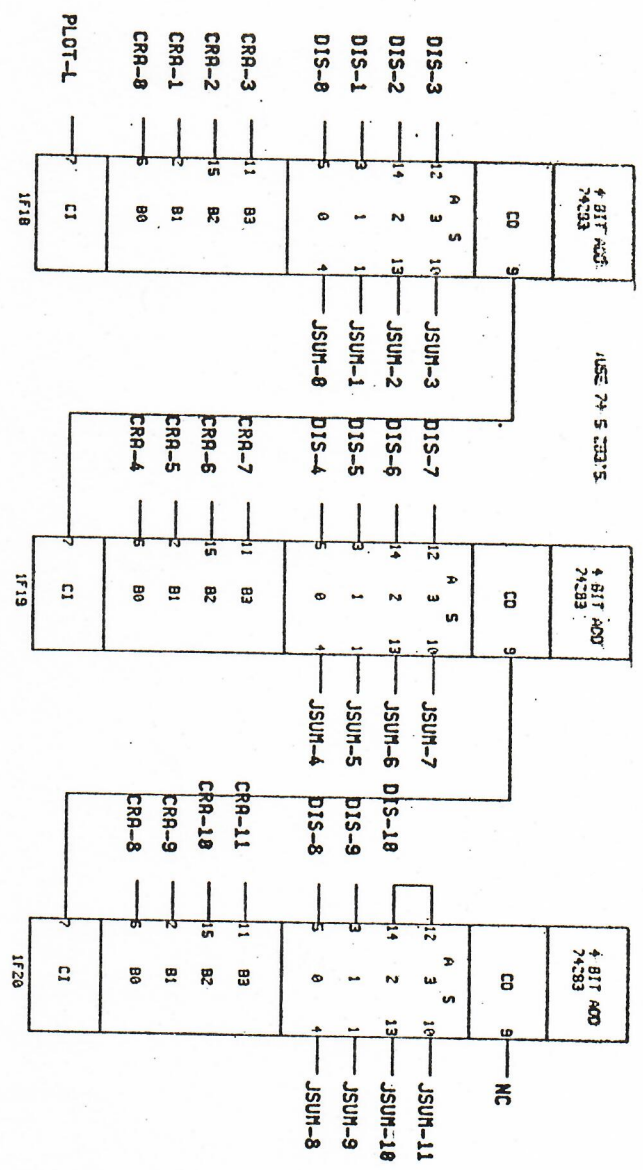 4 BIT ADD
74283
CO 9
A S
DIS-3 12 3 10 JSUM-3
DIS-2 14 2 13 JSUM-2
DIS-1 3 1 1 JSUM-1
DIS-0 5 0 4 JSUM-0
CRA-3 11 B3
CRA-2 15 B2
CRA-1 2 B1
CRA-0 6 B0
PLOT-L 7 CI
1F18
USE 74 S 283'S
4 BIT ADD
74283
CO 9
A S
DIS-7 12 3 10 JSUM-7
DIS-6 14 2 13 JSUM-6
DIS-5 3 1 1 JSUM-5
DIS-4 5 0 4 JSUM-4
CRA-7 11 B3
CRA-6 15 B2
CRA-5 2 B1
CRA-4 6 B0
7 CI
1F19
4 BIT ADD
74283
CO 9 NC
A S
12 3 10 JSUM-11
DIS-10 14 2 13 JSUM-10
DIS-9 3 1 1 JSUM-9
DIS-8 5 0 4 JSUM-8
CRA-11 11 B3
CRA-10 15 B2
CRA-9 2 B1
CRA-8 6 B0
7 CI
1F20